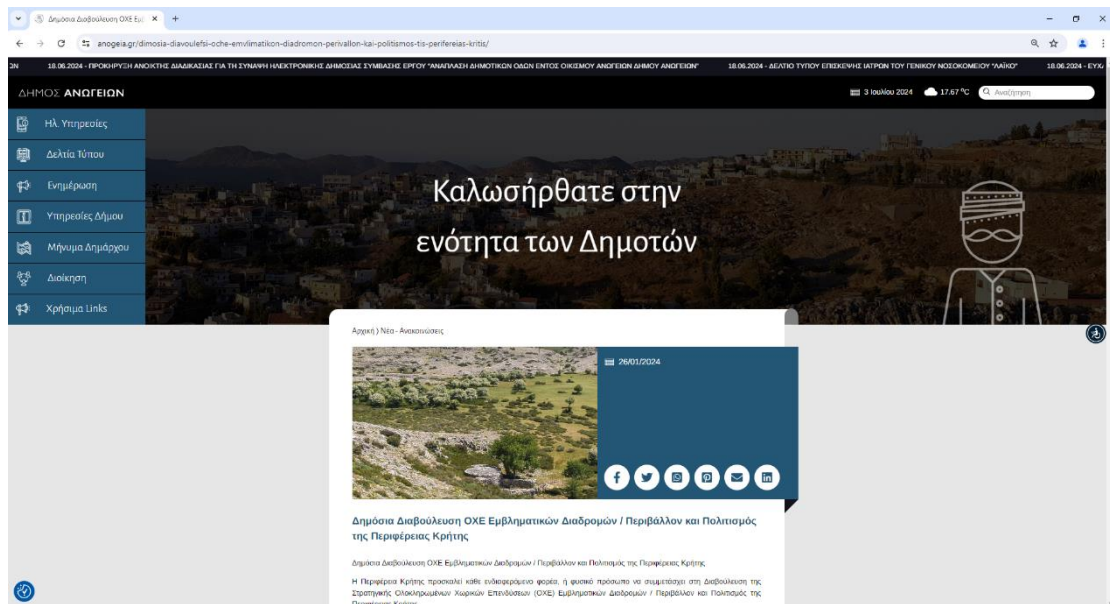 Δημόσια Διαβούλευση ΟΧΕ Εμ
anogeia.gr/dimosia-diavoulefsi-oche-emvlimatikon-diadromon-perivallon-kai-politismos-tis-perifereias-kritis/
ΩΝ 18.06.2024 - ΠΡΟΚΗΡΥΞΗ ΑΝΟΙΚΤΗΣ ΔΙΑΔΙΚΑΣΙΑΣ ΓΙΑ ΤΗ ΣΥΝΑΨΗ ΗΛΕΚΤΡΟΝΙΚΗΣ ΔΗΜΟΣΙΑΣ ΣΥΜΒΑΣΗΣ ΕΡΓΟΥ "ΑΝΑΠΛΑΣΗ ΔΗΜΟΤΙΚΩΝ ΟΔΩΝ ΕΝΤΟΣ ΟΙΚΙΣΜΟΥ ΑΝΩΓΕΙΩΝ ΔΗΜΟΥ ΑΝΩΓΕΙΩΝ" 18.06.2024 - ΔΕΛΤΙΟ ΤΥΠΟΥ ΕΠΙΣΚΕΨΗΣ ΙΑΤΡΩΝ ΤΟΥ ΓΕΝΙΚΟΥ ΝΟΣΟΚΟΜΕΙΟΥ "ΛΑΪΚΟ" 18.06.2024 - ΕΥΧΑ
ΔΗΜΟΣ ΑΝΩΓΕΙΩΝ 3 Ιουλίου 2024 17.67 °C Αναζήτηση
Ηλ. Υπηρεσίες
Δελτία Τύπου
Ενημέρωση
Υπηρεσίες Δήμου
Μήνυμα Δημάρχου
Διοίκηση
Χρήσιμα Links
Καλωσήρθατε στην
ενότητα των Δημοτών
Αρχική ⟩ Νέα - Ανακοινώσεις
26/01/2024
Δημόσια Διαβούλευση ΟΧΕ Εμβληματικών Διαδρομών / Περιβάλλον και Πολιτισμός
της Περιφέρειας Κρήτης
Δημόσια Διαβούλευση ΟΧΕ Εμβληματικών Διαδρομών / Περιβάλλον και Πολιτισμός της Περιφέρειας Κρήτης
Η Περιφέρεια Κρήτης προσκαλεί κάθε ενδιαφερόμενο φορέα, ή φυσικό πρόσωπο να συμμετάσχει στη Διαβούλευση της
Στρατηγικής Ολοκληρωμένων Χωρικών Επενδύσεων (ΟΧΕ) Εμβληματικών Διαδρομών / Περιβάλλον και Πολιτισμός της